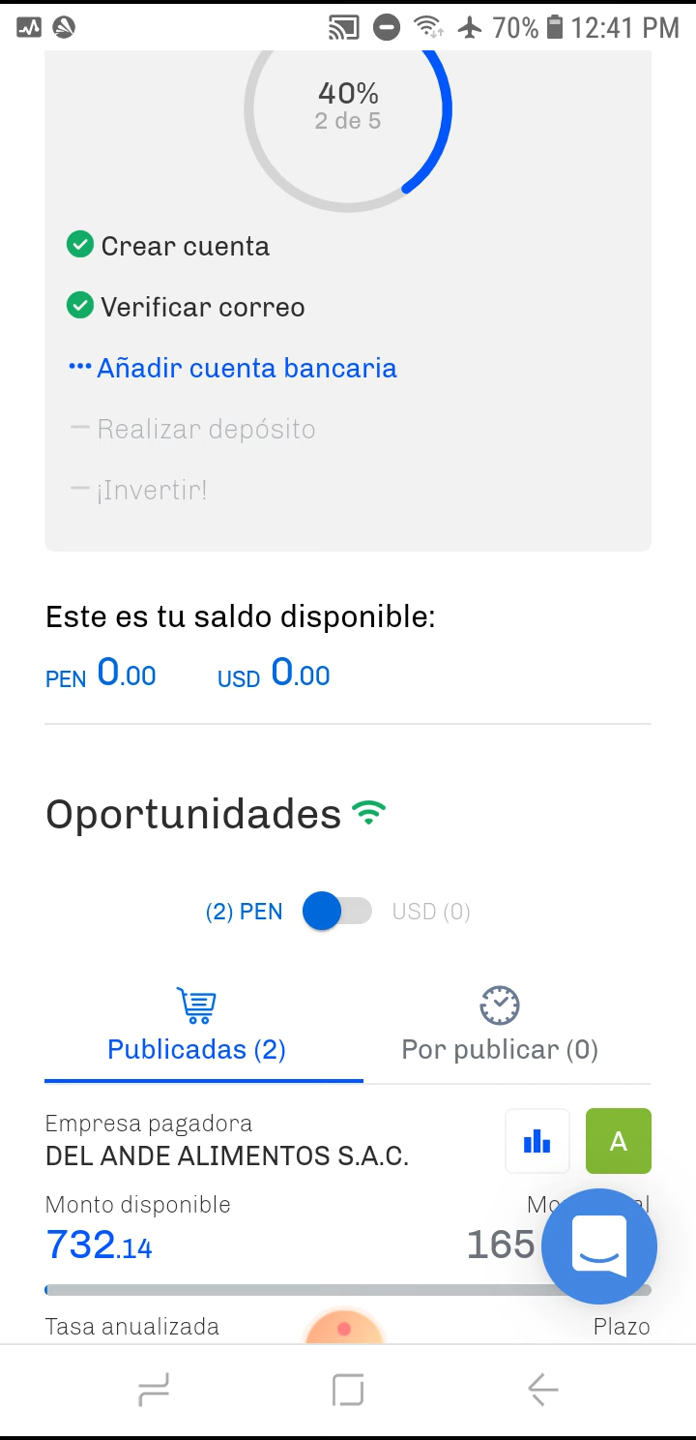 70% 12:41 PM
40%
2 de 5
Crear cuenta
Verificar correo
Añadir cuenta bancaria
Realizar depósito
¡Invertir!
Este es tu saldo disponible:
PEN 0.00 USD 0.00
Oportunidades
(2) PEN USD (0)
Publicadas (2) Por publicar (0)
Empresa pagadora
DEL ANDE ALIMENTOS S.A.C. A
Monto disponible
732.14 165
Tasa anualizada Plazo